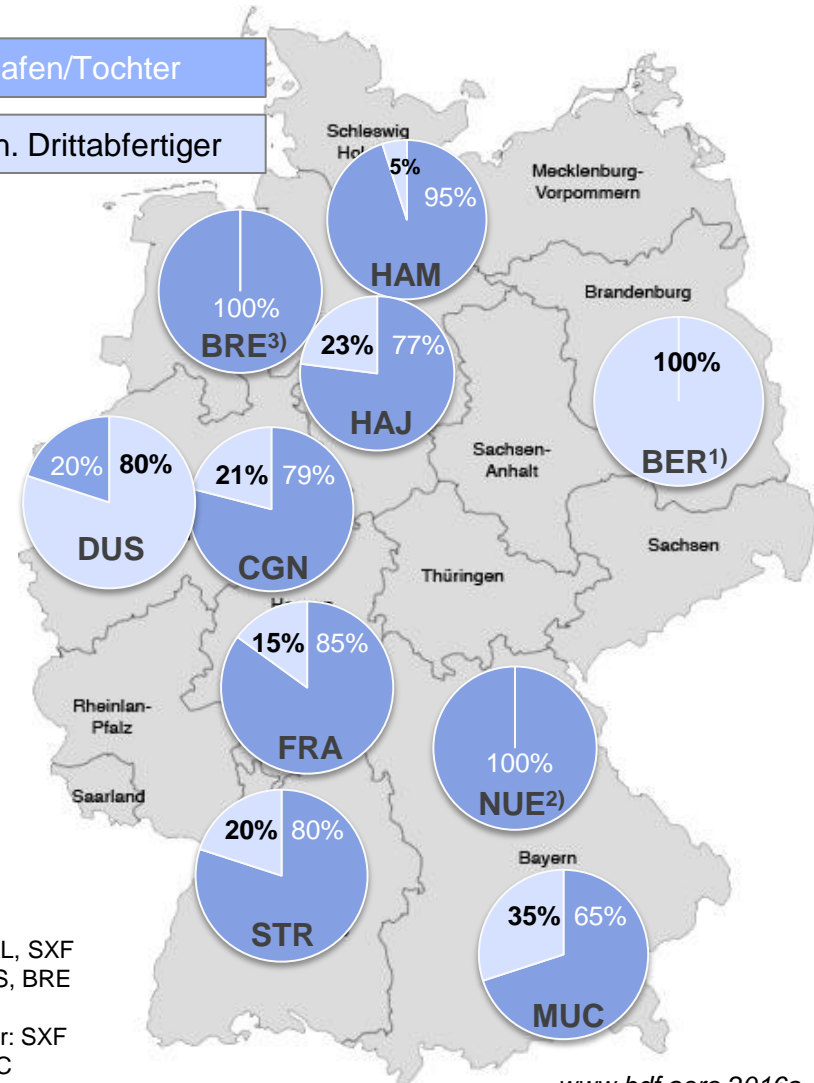 afen/Tochter
n. Drittabfertiger
Schleswig
5%
95%
HAM
Mecklenburg-
Vorpommern
100%
BRE3)
Brandenburg
23%
77%
HAJ
100%
BER1)
20%
80%
DUS
21%
79%
CGN
Sachsen-
Anhalt
Sachsen
Thüringen
15%
85%
FRA
Rheinlan-
Pfalz
100%
NUE2)
Saarland
20%
80%
STR
Bayern
35%
65%
MUC
L, SXF
S, BRE
r: SXF
C